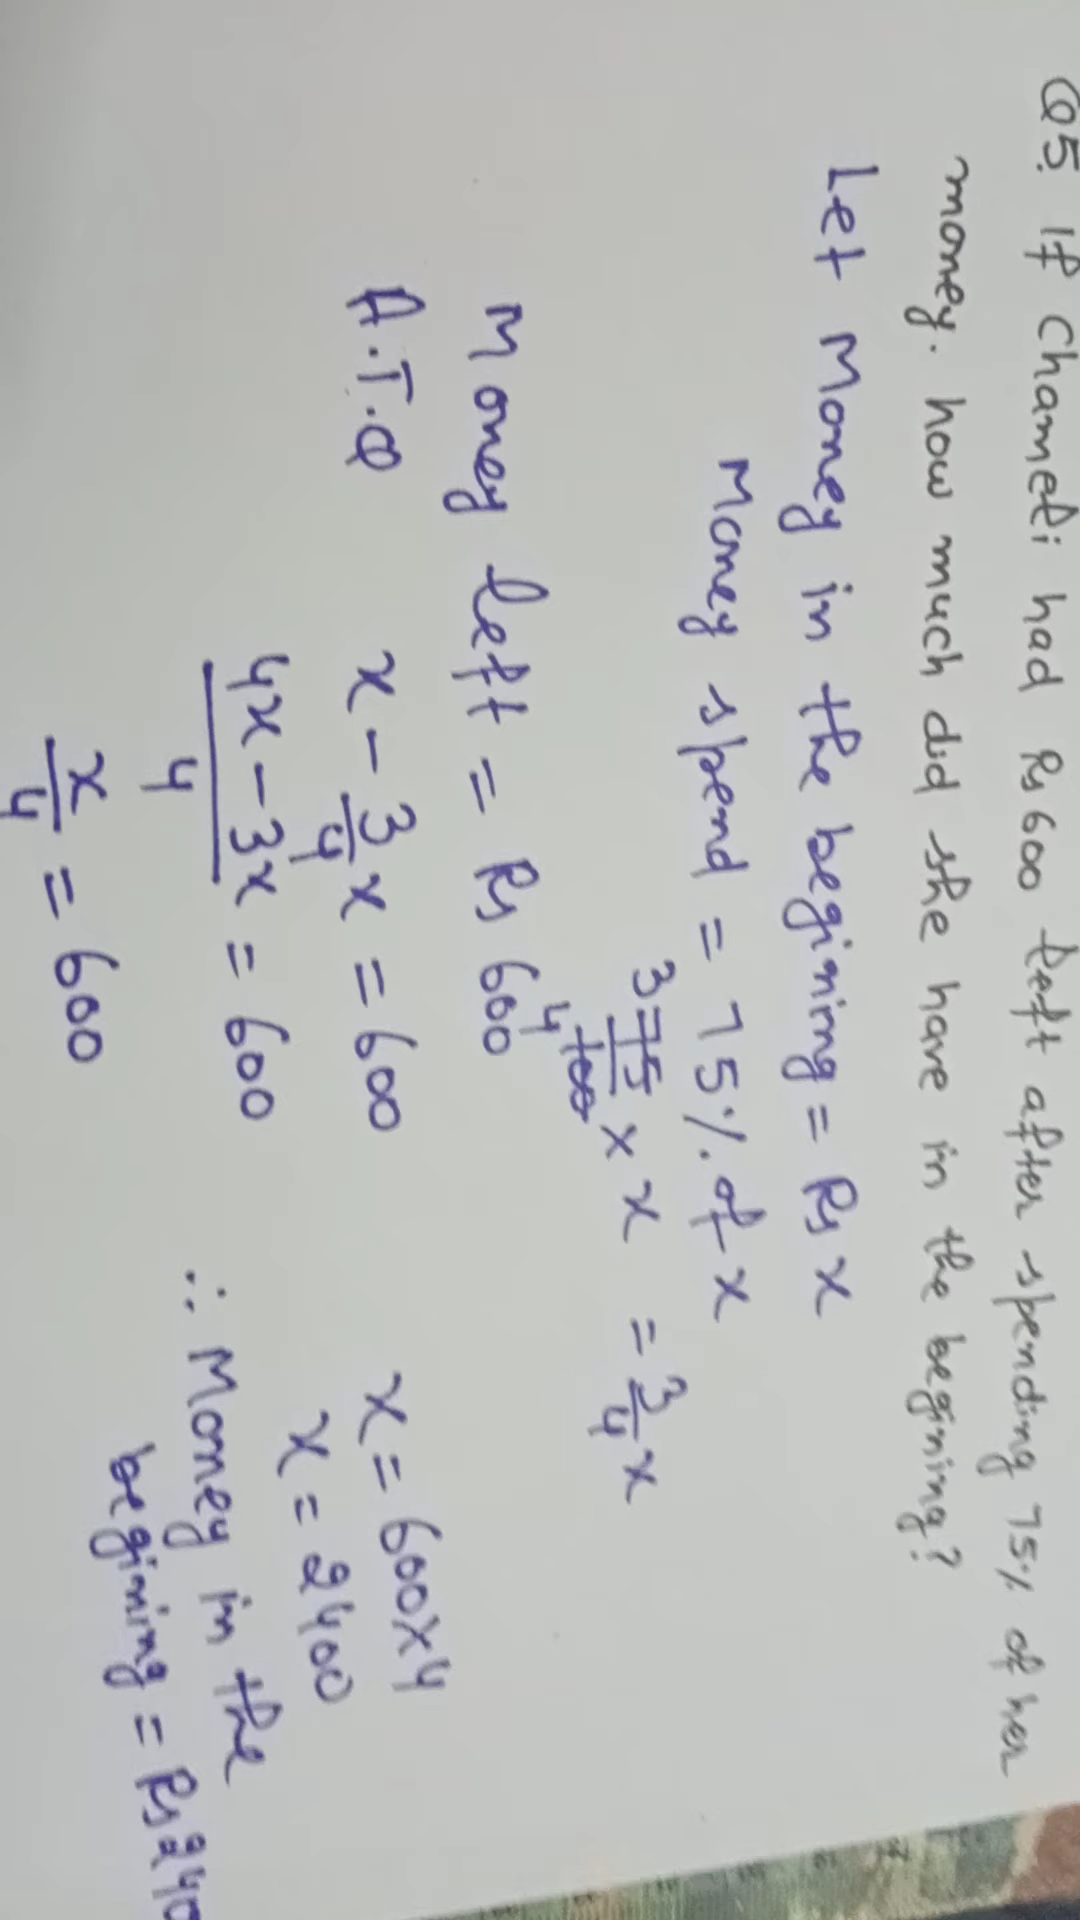 Q5. If Chameli had Rs 600 left after spending 75% of her
money. how much did she have in the begining?
Let Money in the begining = Rs x
Money spend = 75% of x
3 75/100 4 × x = 3/4 x
Money left = Rs 600
A.T.Q x - 3/4 x = 600
4x - 3x / 4 = 600
x/4 = 600
x = 600×4
x = 2400
∴ Money in the
begining = Rs 240